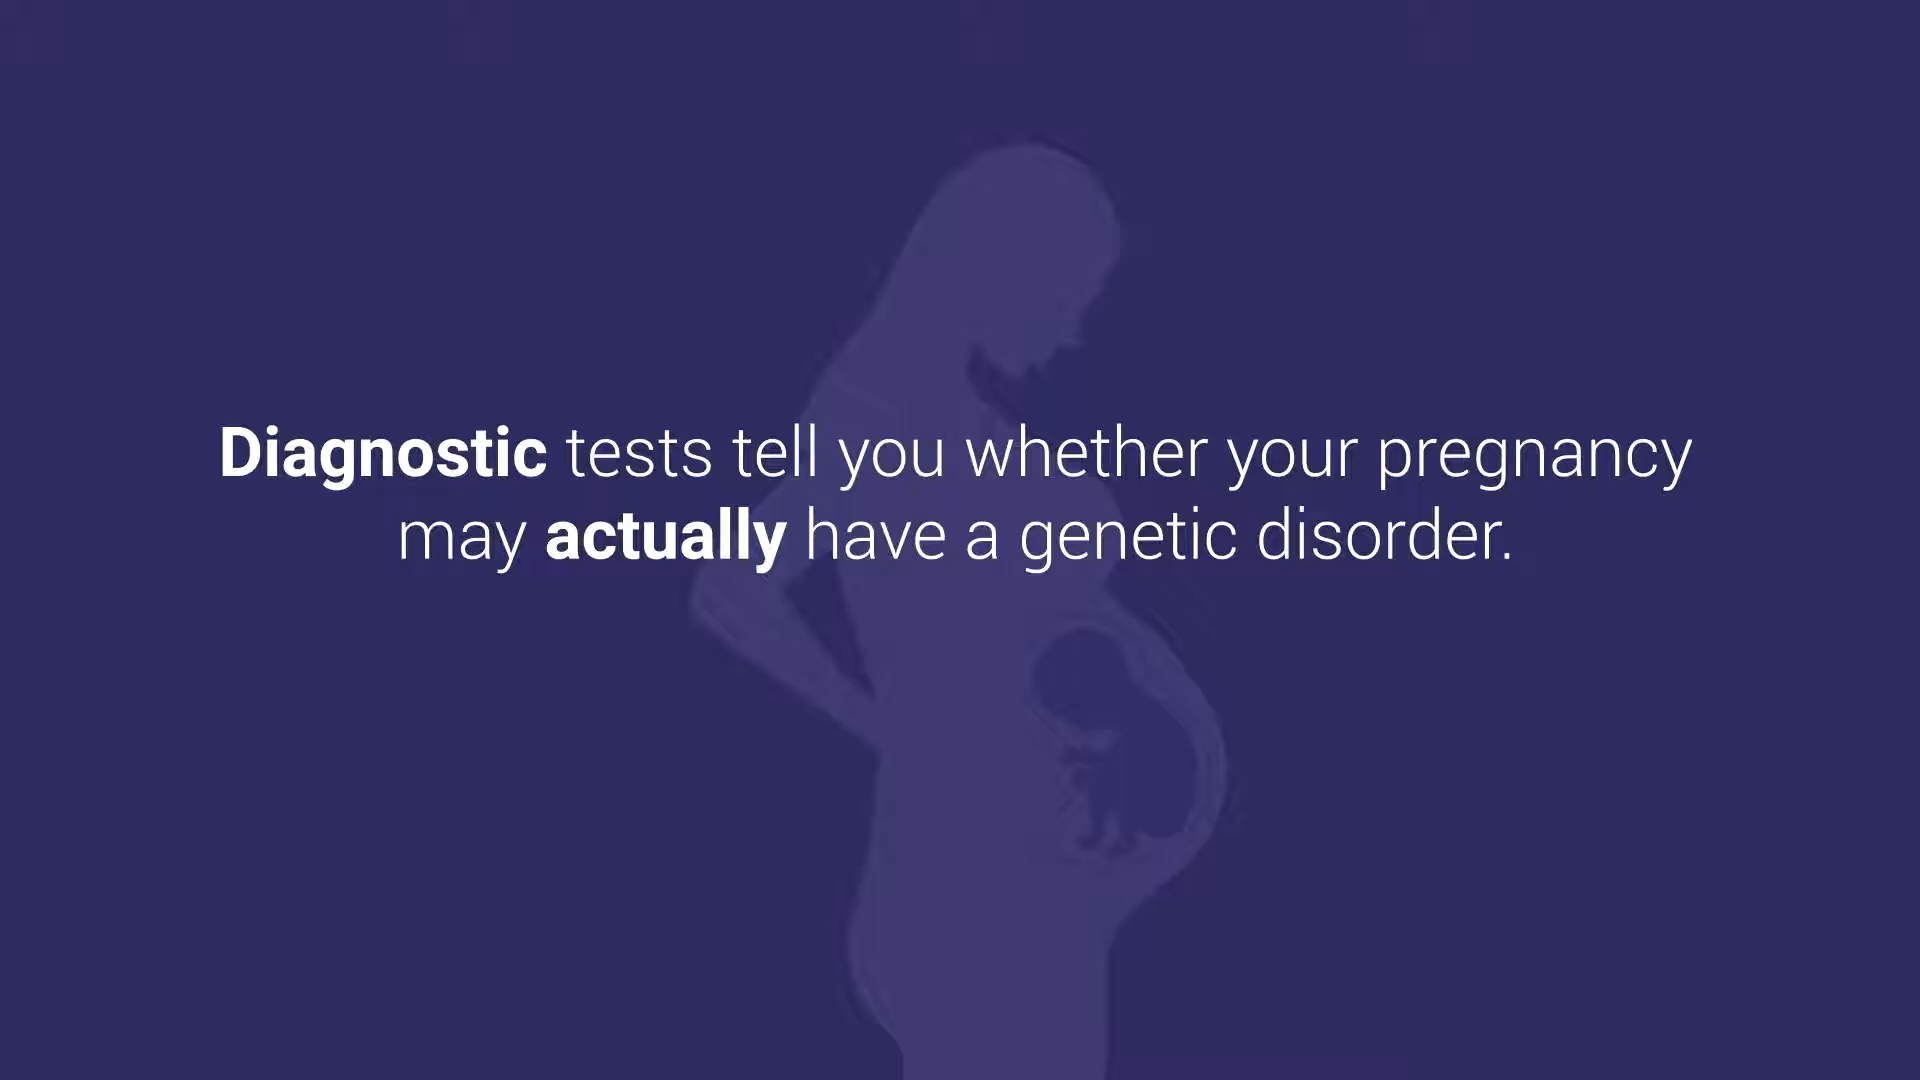 Diagnostic tests tell you whether your pregnancy
may actually have a genetic disorder.